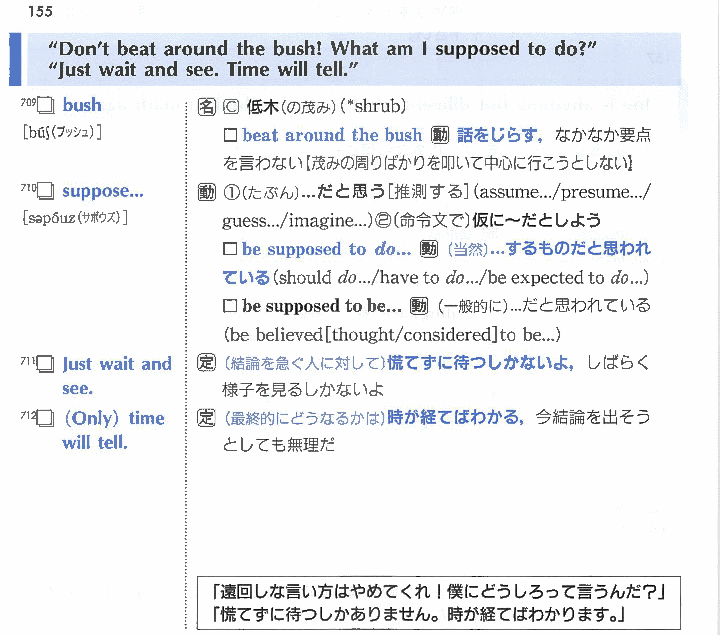 155
"Don't beat around the bush! What am I supposed to do?"
"Just wait and see. Time will tell."
709□ bush
[búʃ(ブッシュ)]
名 Ⓒ 低木(の茂み)(*shrub)
□ beat around the bush 動 話をじらす，なかなか要点
を言わない[茂みの周りばかりを叩いて中心に行こうとしない]
710□ suppose...
[səpóuz(サポウズ)]
動 ①(たぶん)...だと思う[推測する](assume.../presume.../
guess.../imagine...)②(命令文で)仮に～だとしよう
□ be supposed to do... 動 (当然)...するものだと思われ
ている(should do.../have to do.../be expected to do...)
□ be supposed to be... 動 (一般的に)...だと思われている
(be believed[thought/considered]to be...)
711□ Just wait and
see.
定 (結論を急ぐ人に対して)慌てずに待つしかないよ，しばらく
様子を見るしかないよ
712□ (Only) time
will tell.
定 (最終的にどうなるかは)時が経てばわかる，今結論を出そう
としても無理だ
「遠回しな言い方はやめてくれ！僕にどうしろって言うんだ？」
「慌てずに待つしかありません。時が経てばわかります。」